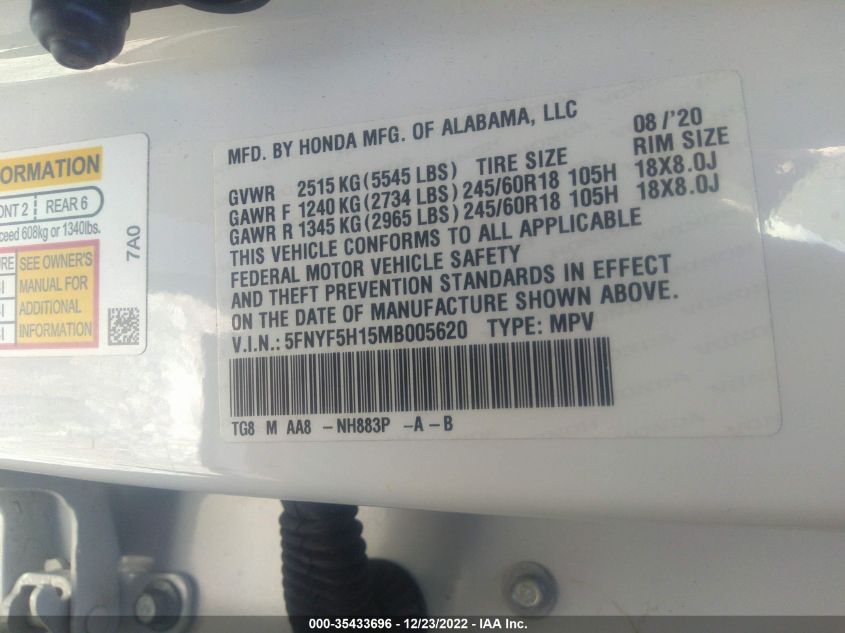 FORMATION
ONT 2 | REAR 6
ceed 608kg or 1340lbs.
SEE OWNER'S
MANUAL FOR
ADDITIONAL
INFORMATION
7A0
MFD. BY HONDA MFG. OF ALABAMA, LLC 08/'20
GVWR 2515 KG (5545 LBS) TIRE SIZE RIM SIZE
GAWR F 1240 KG (2734 LBS) 245/60R18 105H 18X8.0J
GAWR R 1345 KG (2965 LBS) 245/60R18 105H 18X8.0J
THIS VEHICLE CONFORMS TO ALL APPLICABLE
FEDERAL MOTOR VEHICLE SAFETY
AND THEFT PREVENTION STANDARDS IN EFFECT
ON THE DATE OF MANUFACTURE SHOWN ABOVE.
V.I.N.: 5FNYF5H15MB005620 TYPE: MPV
TG8 M AA8 -NH883P -A-B
000-35433696 - 12/23/2022 - IAA Inc.